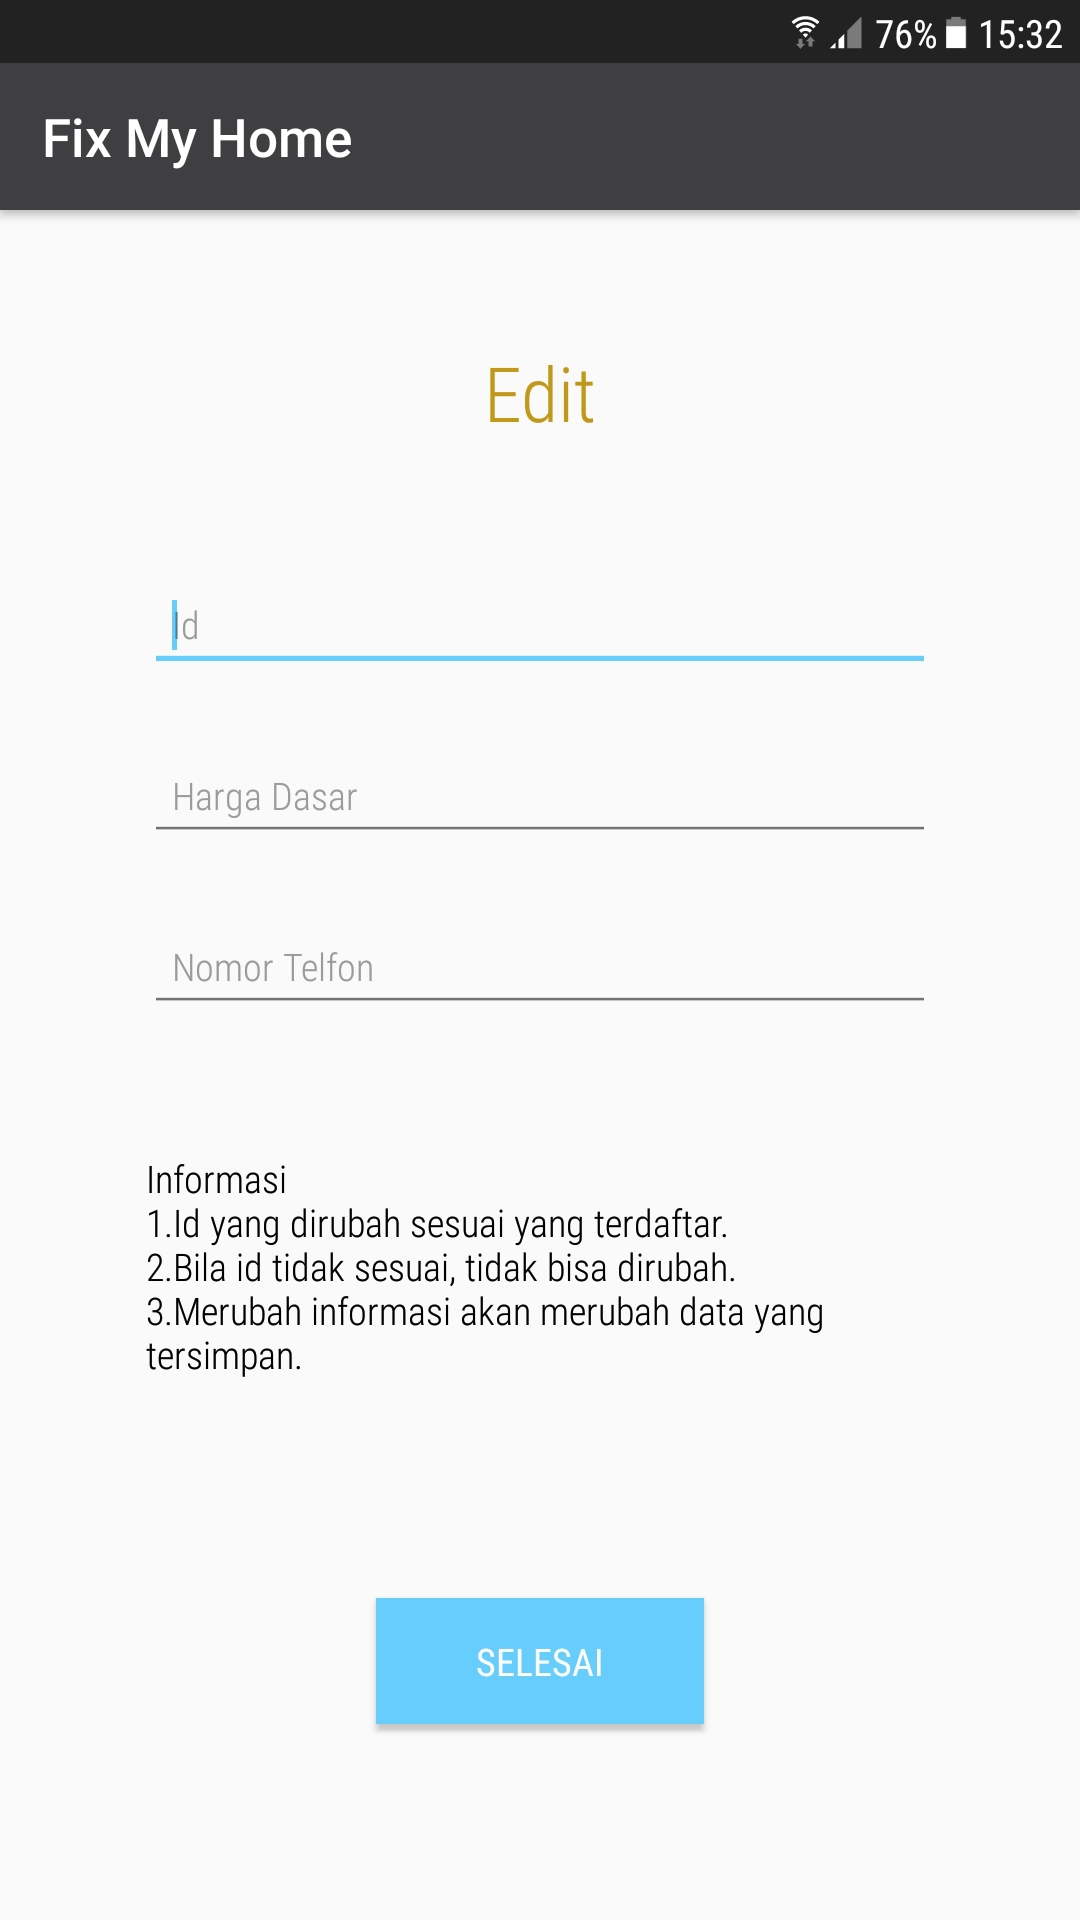 76% 15:32
Fix My Home
Edit
Id
Harga Dasar
Nomor Telfon
Informasi
1.Id yang dirubah sesuai yang terdaftar.
2.Bila id tidak sesuai, tidak bisa dirubah.
3.Merubah informasi akan merubah data yang
tersimpan.
SELESAI